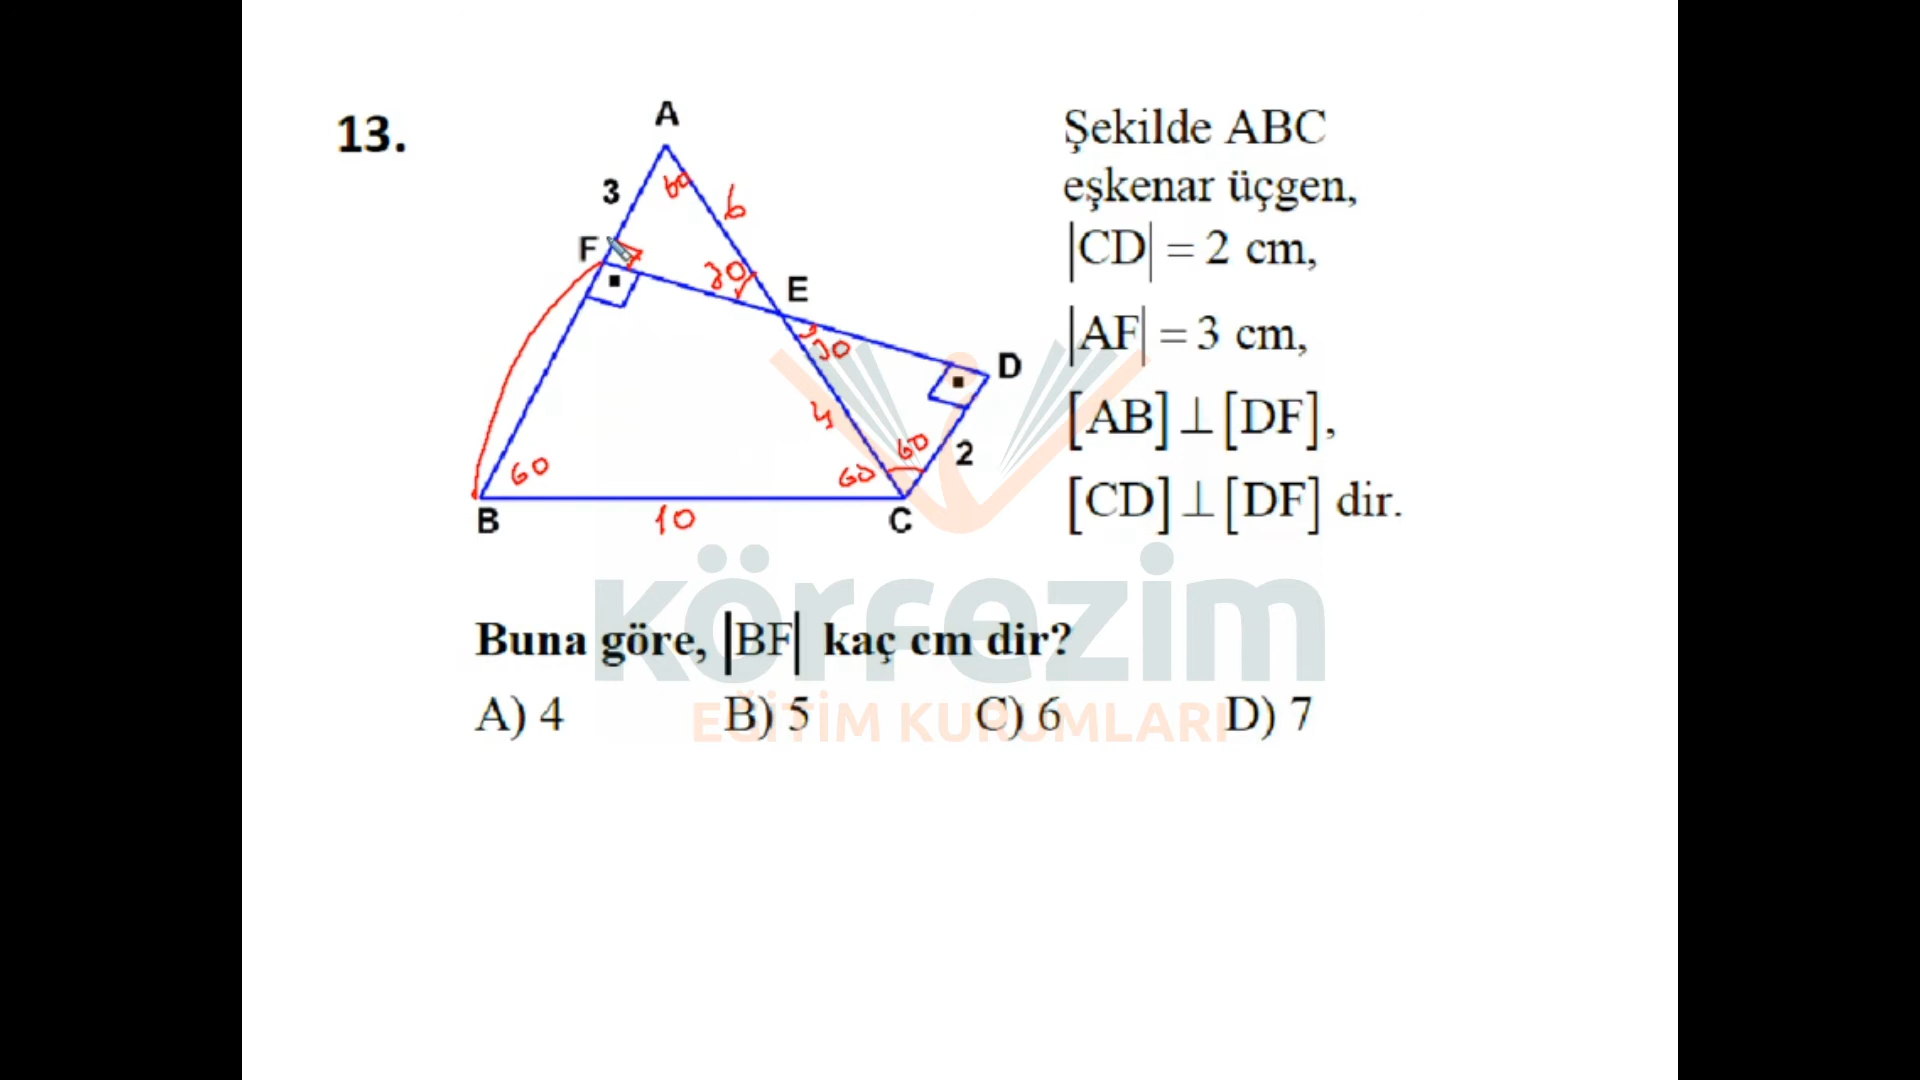 13.
A
3
60
6
F
30
E
30
D
4
60
60
2
60
B
10
C
Şekilde ABC
eşkenar üçgen,
|CD| = 2 cm,
|AF| = 3 cm,
[AB]⊥[DF],
[CD]⊥[DF] dir.
körfezim
EĞİTİM KURUMLARI
Buna göre, |BF| kaç cm dir?
A) 4 B) 5 C) 6 D) 7